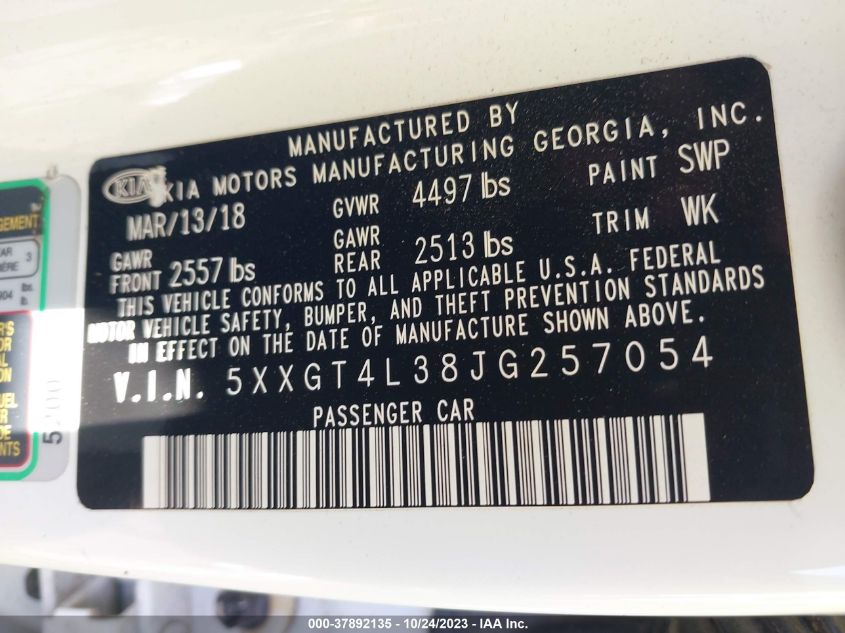 MANUFACTURED BY
KIA KIA MOTORS MANUFACTURING GEORGIA, INC.
MAR/13/18 GVWR 4497 lbs PAINT SWP
GAWR FRONT 2557 lbs GAWR REAR 2513 lbs TRIM WK
THIS VEHICLE CONFORMS TO ALL APPLICABLE U.S.A. FEDERAL
MOTOR VEHICLE SAFETY, BUMPER, AND THEFT PREVENTION STANDARDS
IN EFFECT ON THE DATE OF MANUFACTURE SHOWN ABOVE.
V.I.N. 5XXGT4L38JG257054
PASSENGER CAR
000-37892135 - 10/24/2023 - IAA Inc.